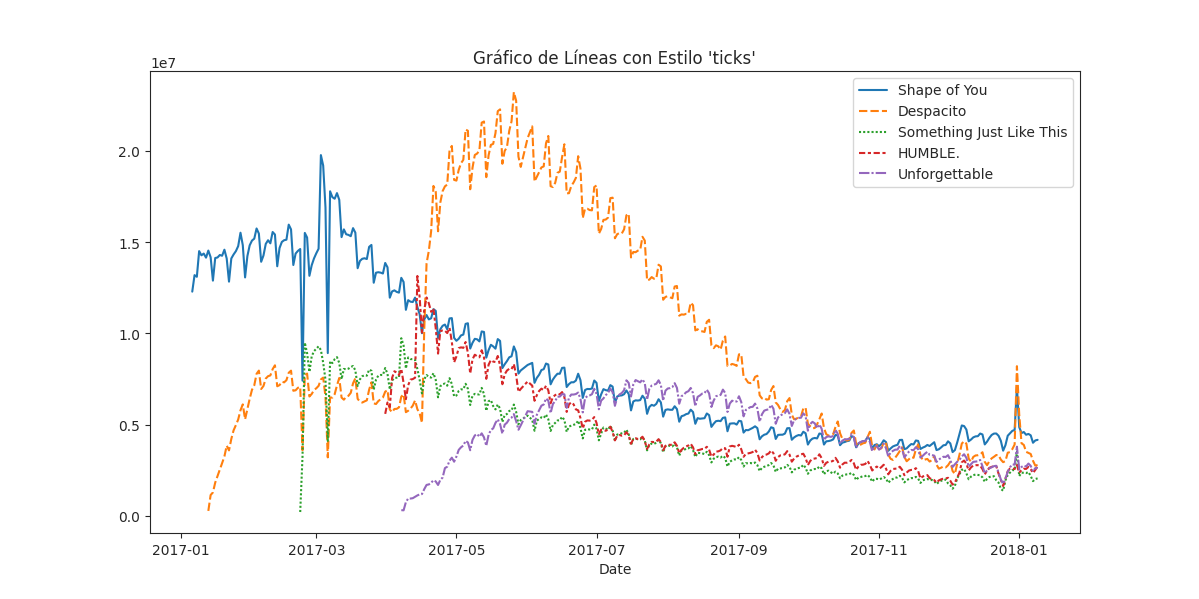 Gráfico de Líneas con Estilo 'ticks'
1e7
Shape of You
Despacito
Something Just Like This
HUMBLE.
Unforgettable
2.0
1.5
1.0
0.5
0.0
2017-01 2017-03 2017-05 2017-07 2017-09 2017-11 2018-01
Date